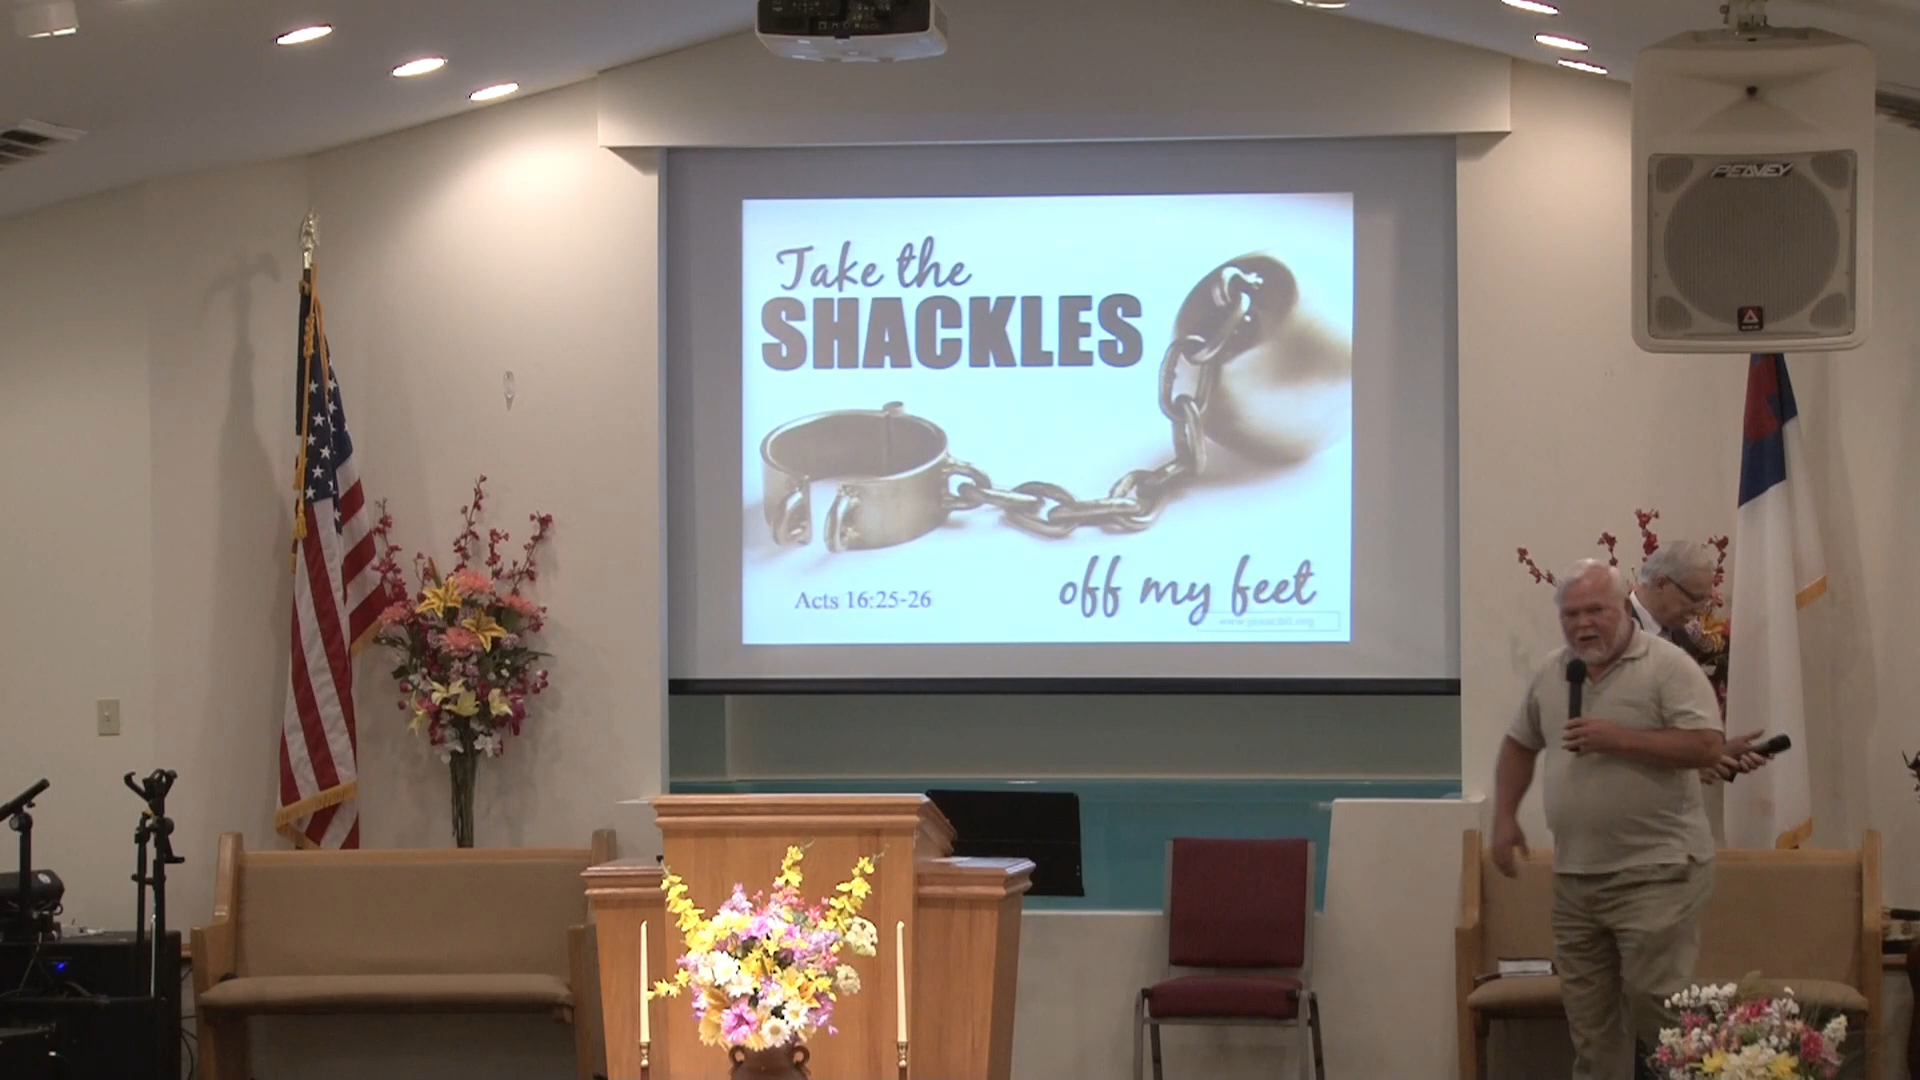 Take the
SHACKLES
off my feet
Acts 16:25-26
PEAVEY